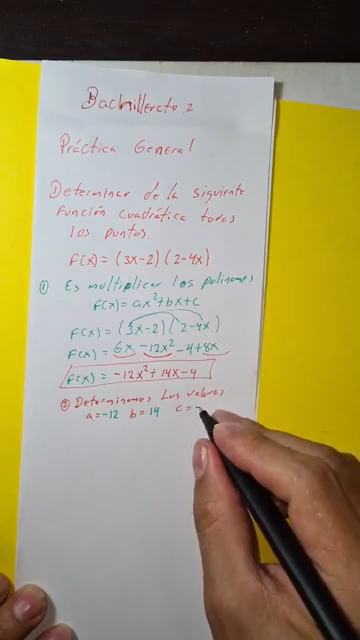 Bachillerato 2
Práctica General
Determinar de la siguiente
función cuadrática todos
los puntos.
F(x) = (3x-2) (2-4x)
① Es multiplicar los polinomios
F(x) = ax²+bx+c
F(x) = (3x-2) (2-4x)
F(x) = 6x -12x² -4+8x
F(x) = -12x²+14x-4
② Determinamos los valores
a=-12 b=14 c=-